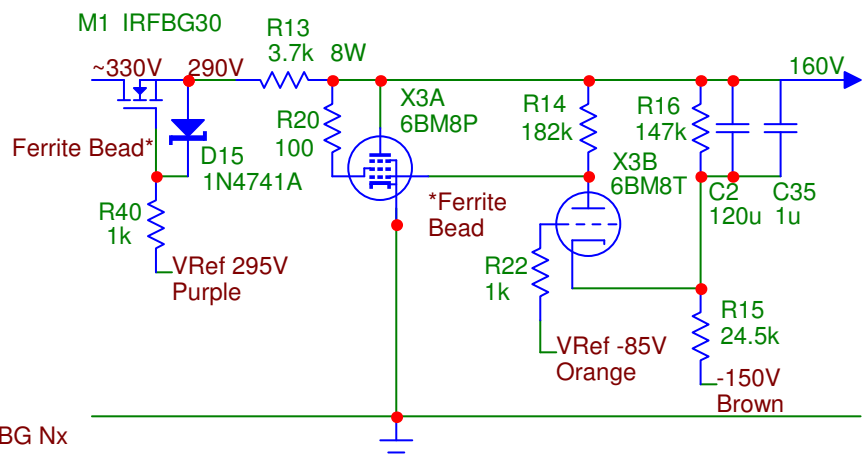 M1 IRFBG30
~330V
290V
R13
3.7k 8W
160V
Ferrite Bead*
D15
1N4741A
R20
100
X3A
6BM8P
R14
182k
R16
147k
X3B
6BM8T
C2
120u
C35
1u
*Ferrite
Bead
R40
1k
VRef 295V
Purple
R22
1k
VRef -85V
Orange
R15
24.5k
-150V
Brown
BG Nx